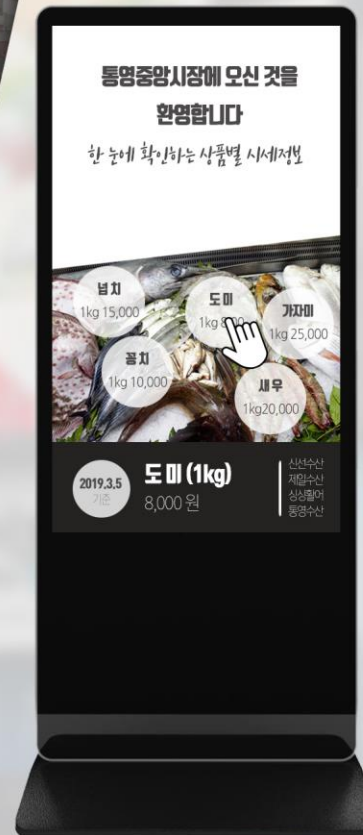 통영중앙시장에 오신 것을
환영합니다
한 눈에 확인하는 상품별 시세정보
넙치
1kg 15,000
도미
1kg 8,000
가자미
1kg 25,000
꽁치
1kg 10,000
새우
1kg20,000
2019.3.5
기준
도미 (1kg)
8,000 원
신선수산
제일수산
싱싱활어
통영수산